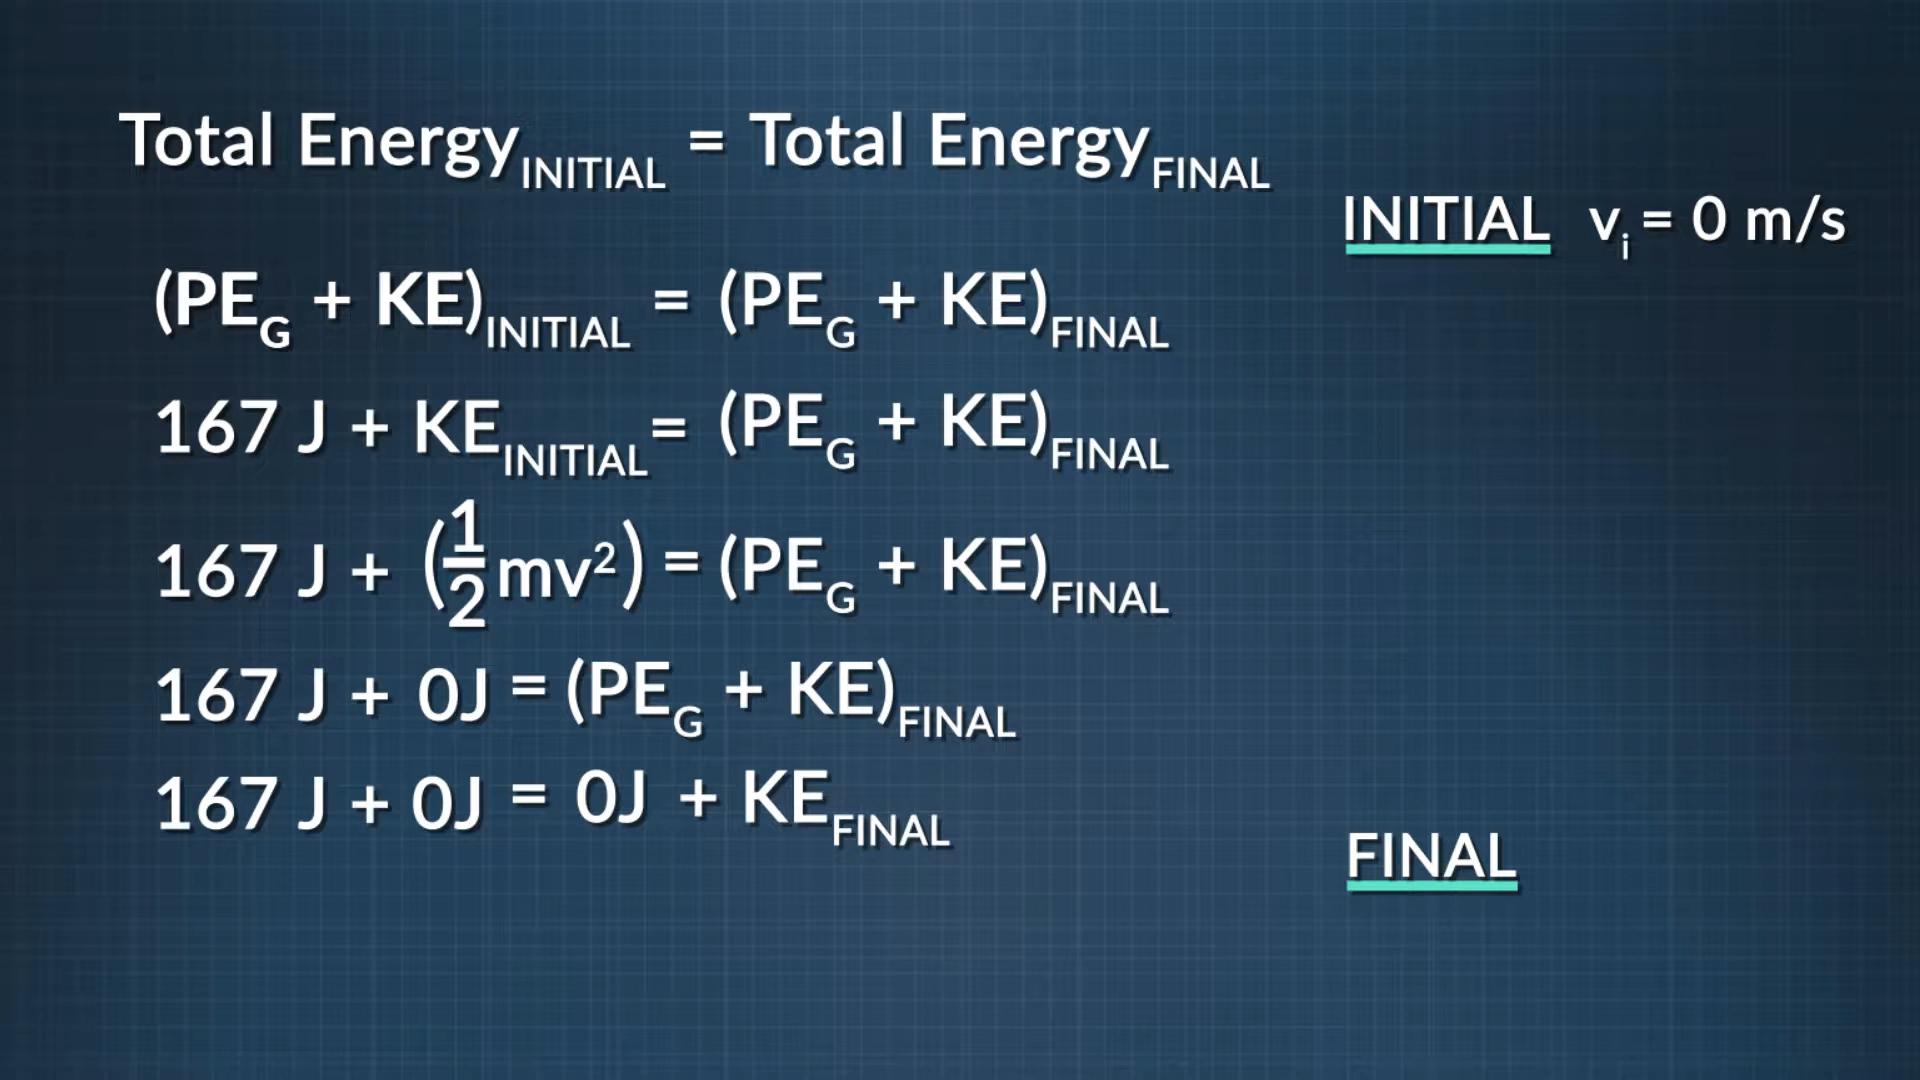 Total Energy_INITIAL = Total Energy_FINAL
INITIAL v_i = 0 m/s
(PE_G + KE)_INITIAL = (PE_G + KE)_FINAL
167 J + KE_INITIAL = (PE_G + KE)_FINAL
167 J + (1/2 mv²) = (PE_G + KE)_FINAL
167 J + 0J = (PE_G + KE)_FINAL
167 J + 0J = 0J + KE_FINAL
FINAL